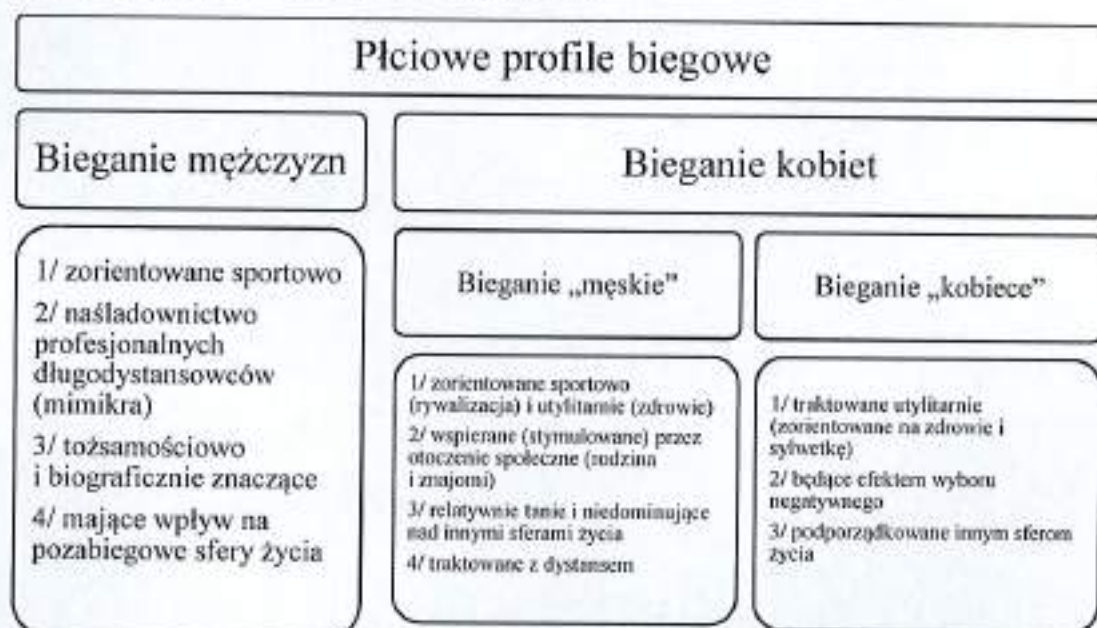 Płciowe profile biegowe
Bieganie mężczyzn
Bieganie kobiet
1/ zorientowane sportowo
2/ naśladownictwo
profesjonalnych
długodystansowców
(mimikra)
3/ tożsamościowo
i biograficznie znaczące
4/ mające wpływ na
pozabiegowe sfery życia
Bieganie „męskie”
1/ zorientowane sportowo
(rywalizacja) i utylitarnie (zdrowie)
2/ wspierane (stymulowane) przez
otoczenie społeczne (rodzina
i znajomi)
3/ relatywnie tanie i niedominujące
nad innymi sferami życia
4/ traktowane z dystansem
Bieganie „kobiece”
1/ traktowane utylitarnie
(zorientowane na zdrowie i
sylwetkę)
2/ będące efektem wyboru
negatywnego
3/ podporządkowane innym sferom
życia